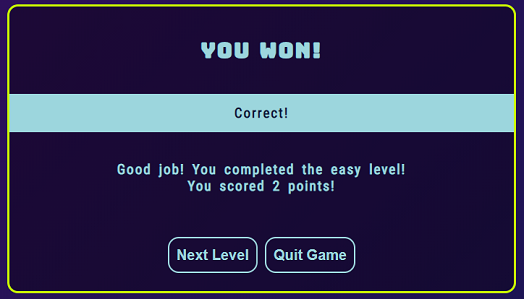 YOU WON!
Correct!
Good job! You completed the easy level!
You scored 2 points!
Next Level Quit Game